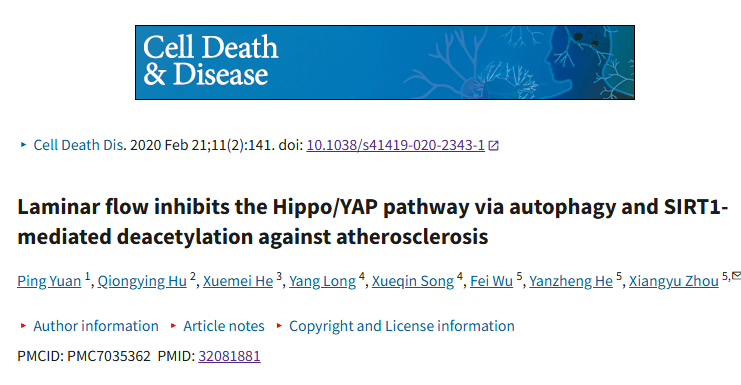 Cell Death
& Disease
Cell Death Dis. 2020 Feb 21;11(2):141. doi: 10.1038/s41419-020-2343-1
Laminar flow inhibits the Hippo/YAP pathway via autophagy and SIRT1-
mediated deacetylation against atherosclerosis
Ping Yuan 1, Qiongying Hu 2, Xuemei He 3, Yang Long 4, Xueqin Song 4, Fei Wu 5, Yanzheng He 5, Xiangyu Zhou 5,✉
Author information Article notes Copyright and License information
PMCID: PMC7035362 PMID: 32081881